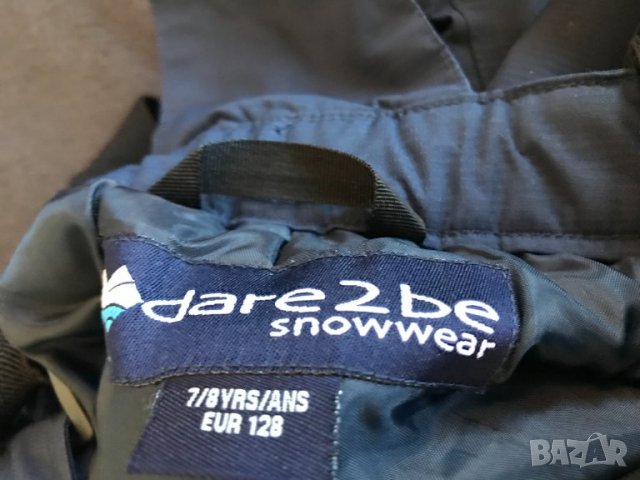 dare2be
snowwear
7/8YRS/ANS
EUR 128
BAZAR